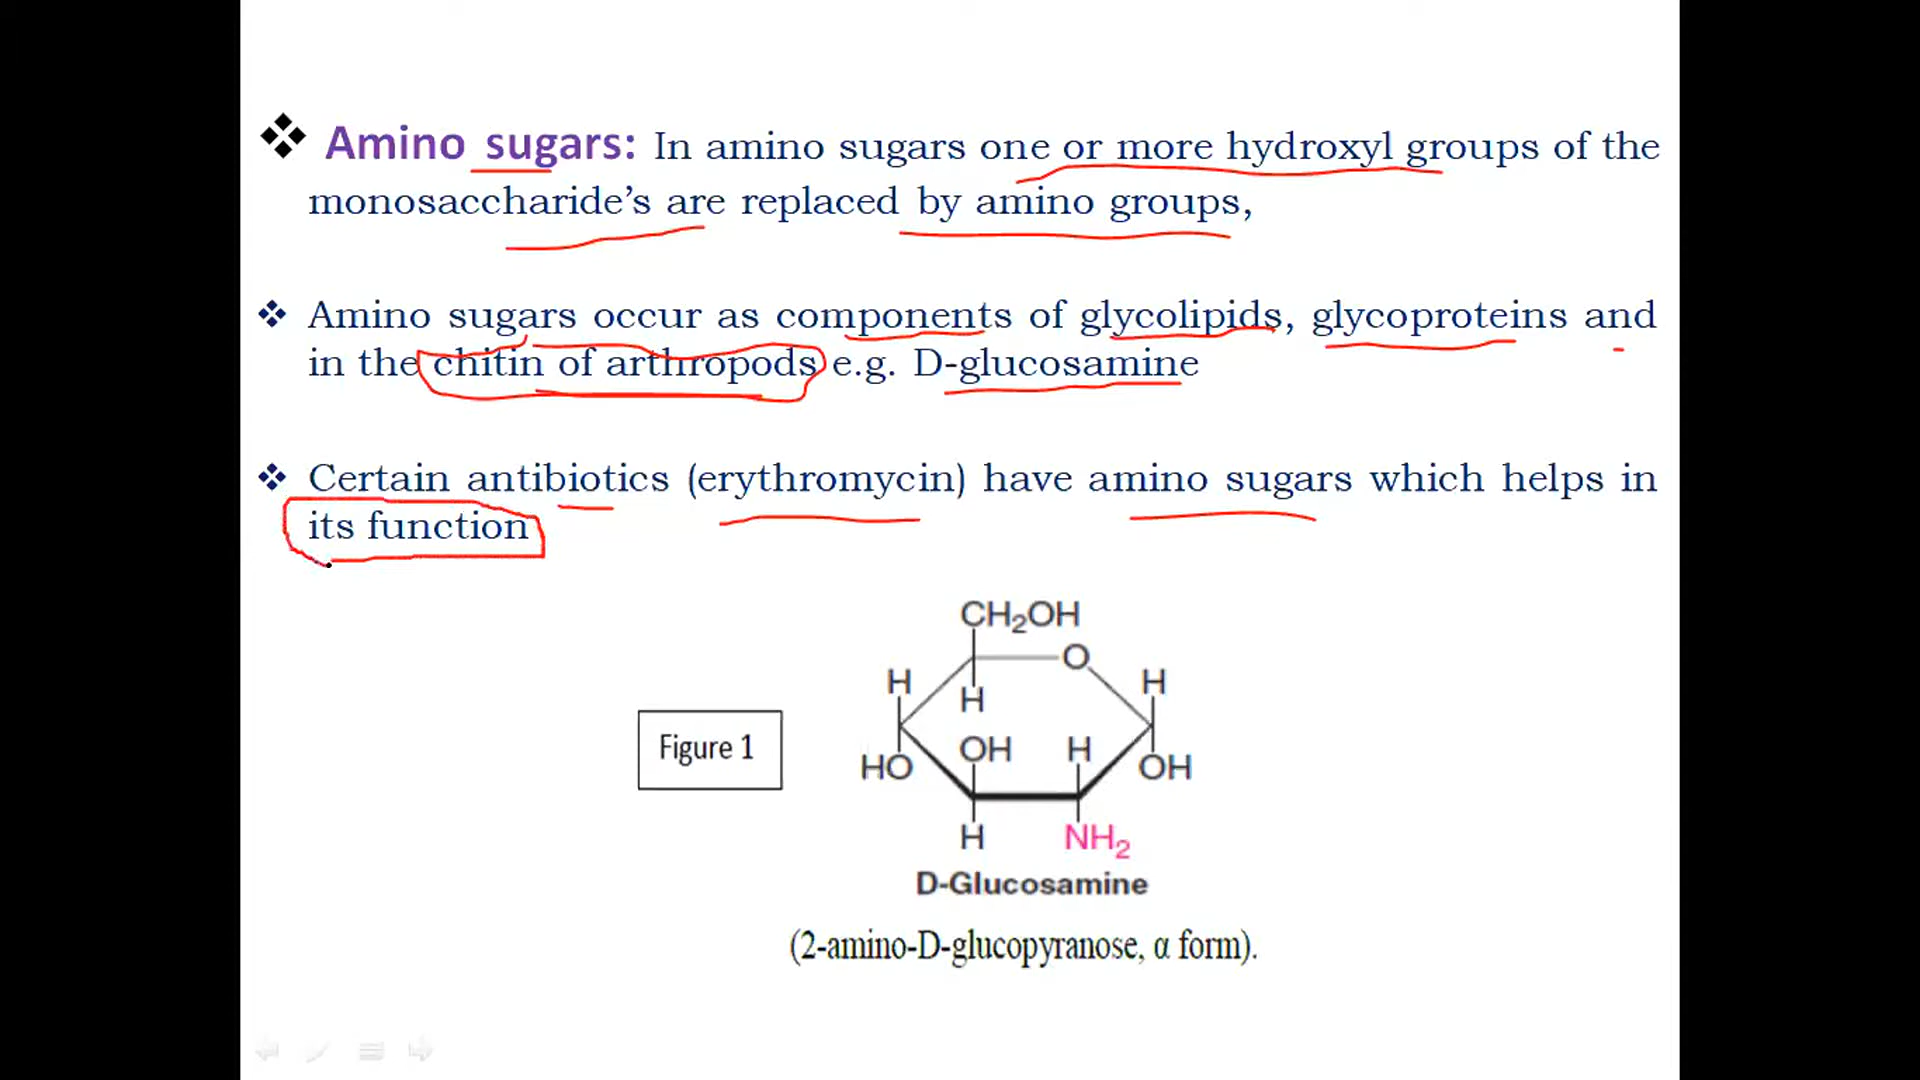 ❖ Amino sugars: In amino sugars one or more hydroxyl groups of the
monosaccharide’s are replaced by amino groups,
❖ Amino sugars occur as components of glycolipids, glycoproteins and
in the chitin of arthropods e.g. D-glucosamine
❖ Certain antibiotics (erythromycin) have amino sugars which helps in
its function
CH₂OH
O
H H
H
Figure 1
OH H
HO OH
H NH₂
D-Glucosamine
(2-amino-D-glucopyranose, α form).